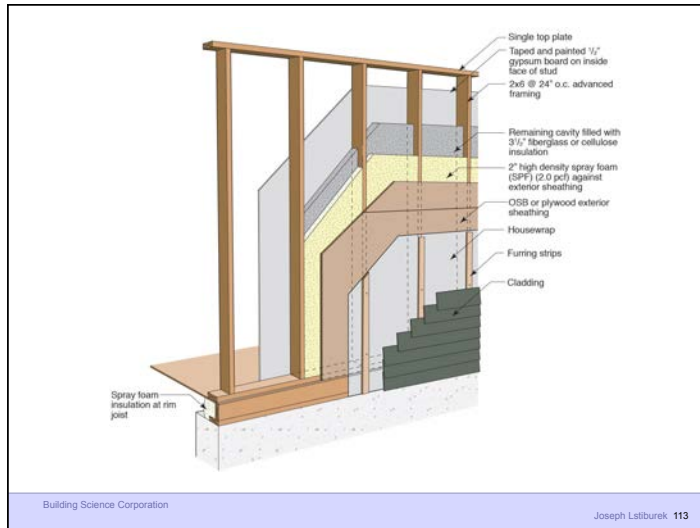 Single top plate
Taped and painted 1/2"
gypsum board on inside
face of stud
2x6 @ 24" o.c. advanced
framing
Remaining cavity filled with
3 1/2" fiberglass or cellulose
insulation
2" high density spray foam
(SPF) (2.0 pcf) against
exterior sheathing
OSB or plywood exterior
sheathing
Housewrap
Furring strips
Cladding
Spray foam
insulation at rim
joist
Building Science Corporation
Joseph Lstiburek 113